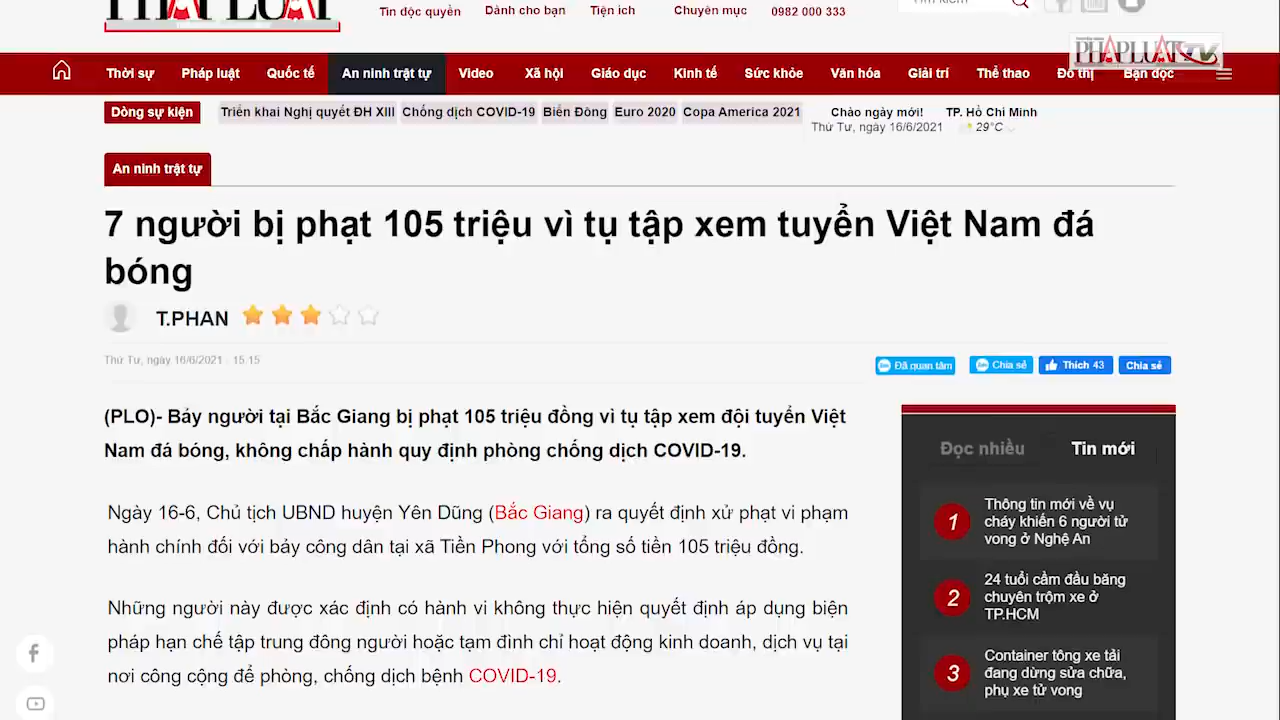 PHÁP LUẬT
Tin độc quyền Dành cho bạn Tiện ích Chuyên mục 0982 000 333
PHAPLUAT TV
Thời sự Pháp luật Quốc tế An ninh trật tự Video Xã hội Giáo dục Kinh tế Sức khỏe Văn hóa Giải trí Thể thao Đô thị Bạn đọc
Dòng sự kiện Triển khai Nghị quyết ĐH XIII Chống dịch COVID-19 Biển Đông Euro 2020 Copa America 2021 Chào ngày mới! TP. Hồ Chí Minh
Thứ Tư, ngày 16/6/2021 29°C
An ninh trật tự
7 người bị phạt 105 triệu vì tụ tập xem tuyển Việt Nam đá
bóng
T.PHAN
Thứ Tư, ngày 16/6/2021 - 15:15
Đã quan tâm Chia sẻ Thích 43 Chia sẻ
(PLO)- Bảy người tại Bắc Giang bị phạt 105 triệu đồng vì tụ tập xem đội tuyển Việt
Nam đá bóng, không chấp hành quy định phòng chống dịch COVID-19.
Ngày 16-6, Chủ tịch UBND huyện Yên Dũng (Bắc Giang) ra quyết định xử phạt vi phạm
hành chính đối với bảy công dân tại xã Tiền Phong với tổng số tiền 105 triệu đồng.
Những người này được xác định có hành vi không thực hiện quyết định áp dụng biện
pháp hạn chế tập trung đông người hoặc tạm đình chỉ hoạt động kinh doanh, dịch vụ tại
nơi công cộng để phòng, chống dịch bệnh COVID-19.
Đọc nhiều Tin mới
1 Thông tin mới về vụ
cháy khiến 6 người tử
vong ở Nghệ An
2 24 tuổi cầm đầu băng
chuyên trộm xe ở
TP.HCM
3 Container tông xe tải
đang dừng sửa chữa,
phụ xe tử vong